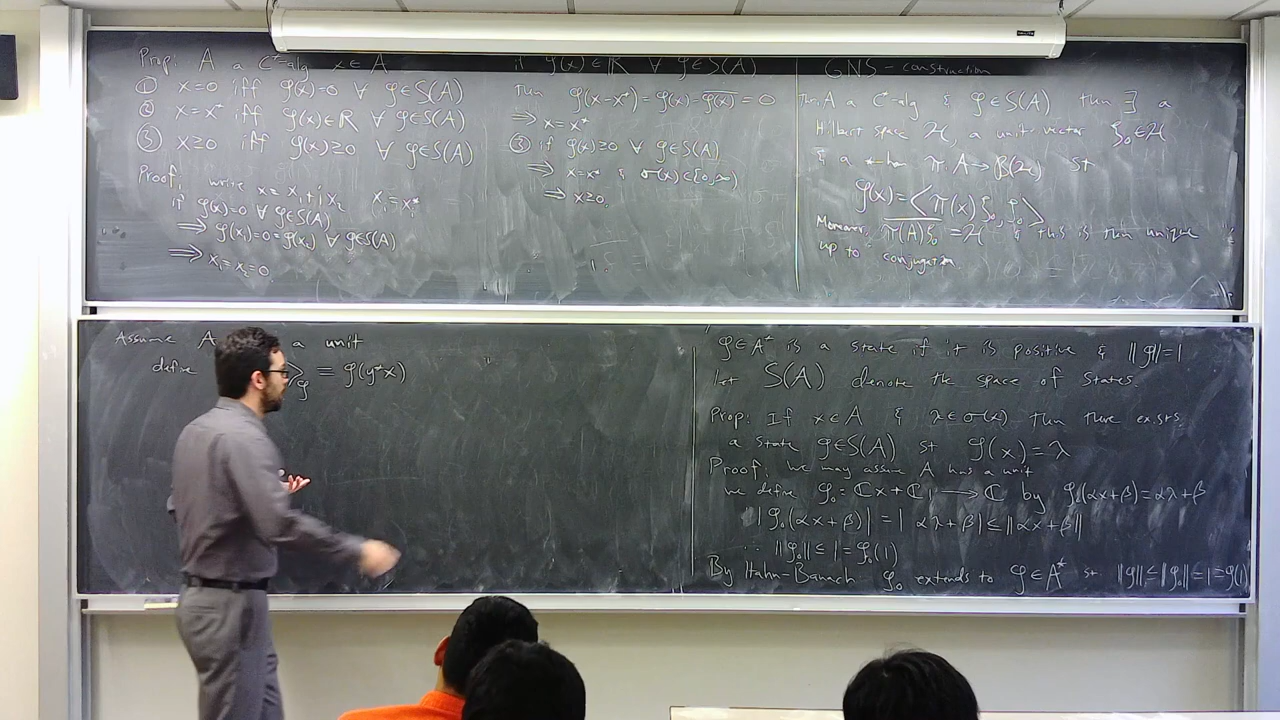 Prop: A a C*-alg x∈A
① x=0 iff φ(x)=0 ∀ φ∈S(A)
② x=x* iff φ(x)∈ℝ ∀ φ∈S(A)
③ x≥0 iff φ(x)≥0 ∀ φ∈S(A)
Proof: write x=x₁+ix₂ xᵢ=xᵢ*
if φ(x)=0 ∀ φ∈S(A)
⟹ φ(x₁)=0=φ(x₂) ∀ φ∈S(A)
⟹ x₁=x₂=0
if φ(x)∈ℝ ∀ φ∈S(A)
Then φ(x-x*)=φ(x)-\overline{φ(x)}=0
⟹ x=x*
③ if φ(x)≥0 ∀ φ∈S(A)
⟹ x=x* & σ(x)⊂[0,∞)
⟹ x≥0.
GNS-construction
Thm: A a C*-alg & φ∈S(A) then ∃ a
Hilbert space ℋ, a unit vector ξ₀∈ℋ
& a *-hom π:A→B(ℋ) st
φ(x)=⟨π(x)ξ₀,ξ₀⟩
Moreover, \overline{π(A)ξ₀}=ℋ & this is then unique
up to conjugation.
Assume A a unit
define ⟩_φ ≡ φ(y*x)
φ∈A* is a state if it is positive & ‖φ‖=1
let S(A) denote the space of states.
Prop: If x∈A & λ∈σ(x) then there exists
a state φ∈S(A) st φ(x)=λ
Proof: we may assume A has a unit
we define φ₀=ℂx+ℂ1⟶ℂ by φ₀(αx+β)=αλ+β
|φ₀(αx+β)|=|αλ+β|≤‖αx+β‖
∴ ‖φ₀‖≤1=φ₀(1)
By Hahn-Banach φ₀ extends to φ∈A* st ‖φ‖≤‖φ₀‖=1=φ(1)